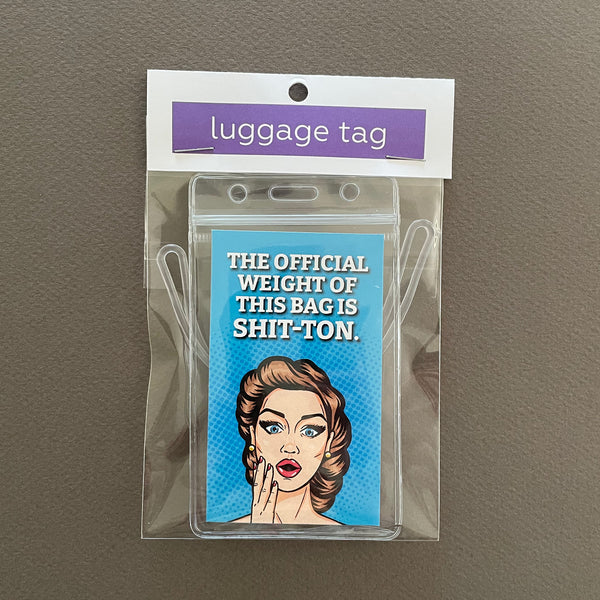 luggage tag
THE OFFICIAL
WEIGHT OF
THIS BAG IS
SHIT-TON.